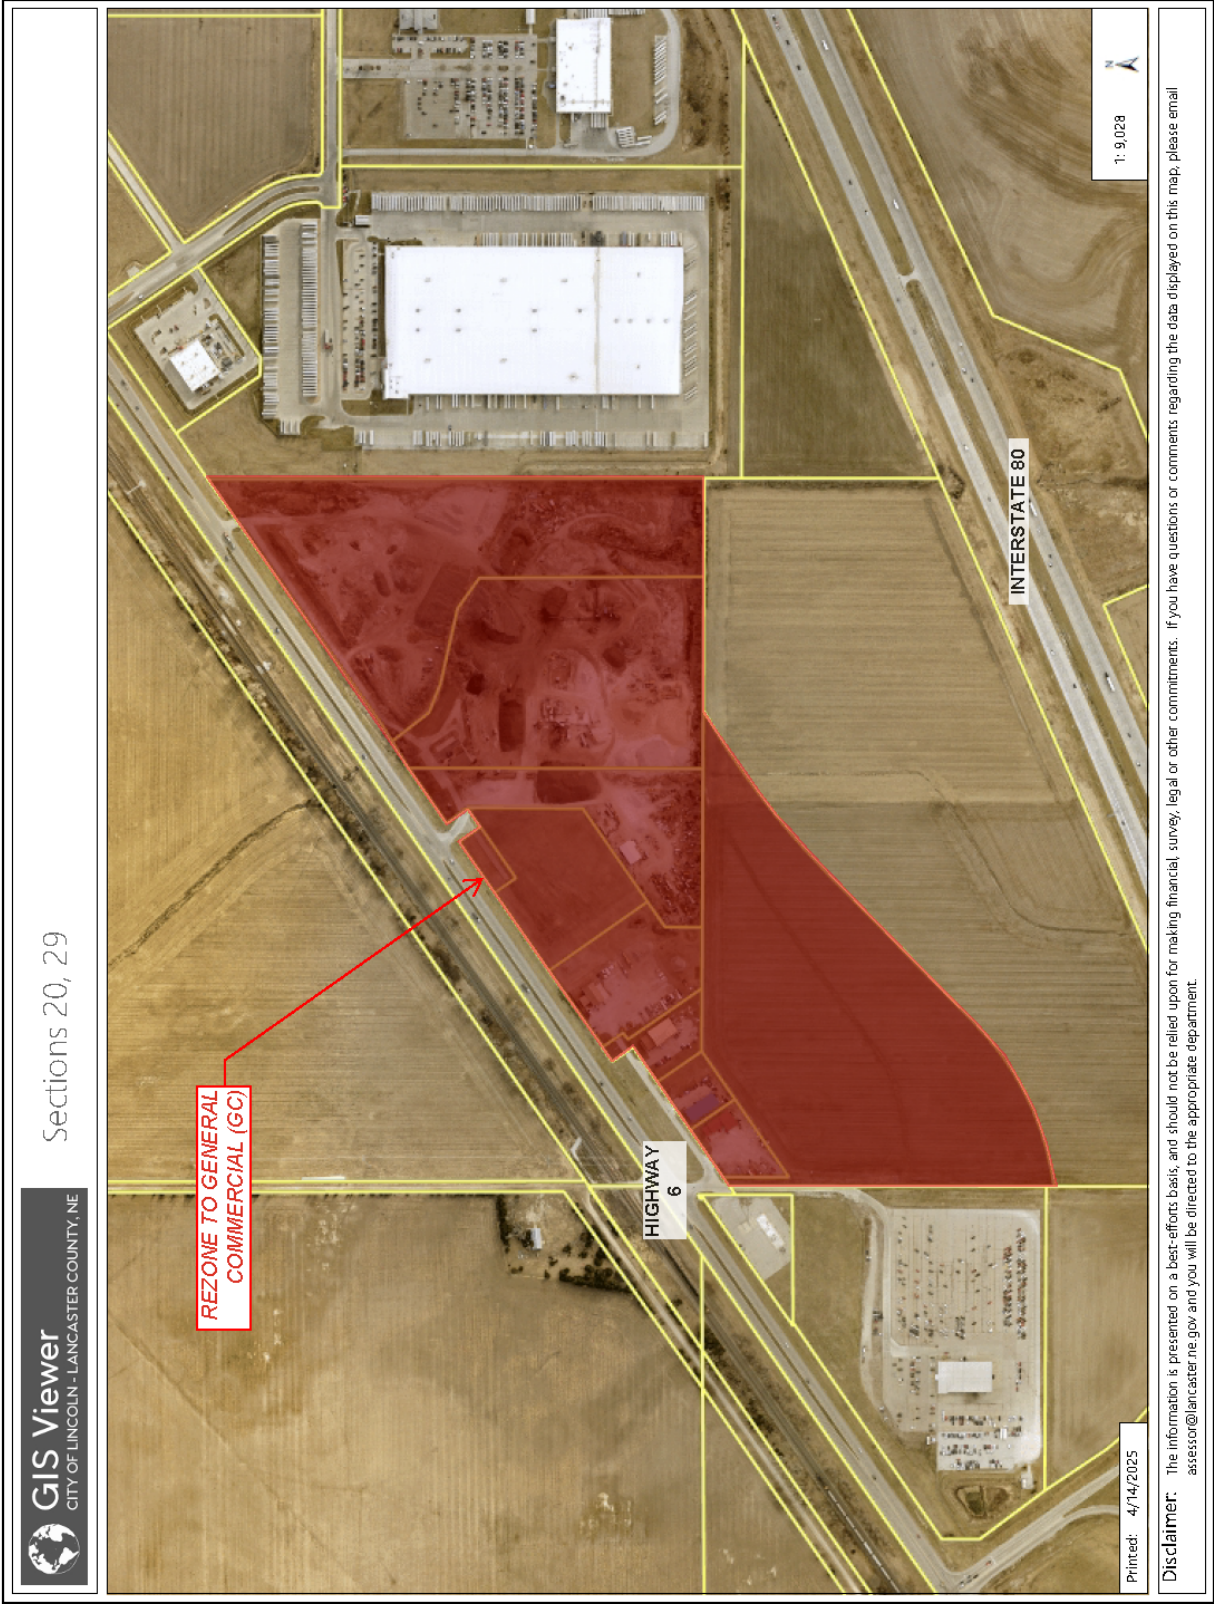 GIS Viewer
CITY OF LINCOLN - LANCASTER COUNTY, NE
Sections 20, 29
REZONE TO GENERAL
COMMERCIAL (GC)
HIGHWAY
6
INTERSTATE 80
N
1: 9,028
Printed: 4/14/2025
Disclaimer: The information is presented on a best-efforts basis, and should not be relied upon for making financial, survey, legal or other commitments. If you have questions or comments regarding the data displayed on this map, please email
assessor@lancaster.ne.gov and you will be directed to the appropriate department.